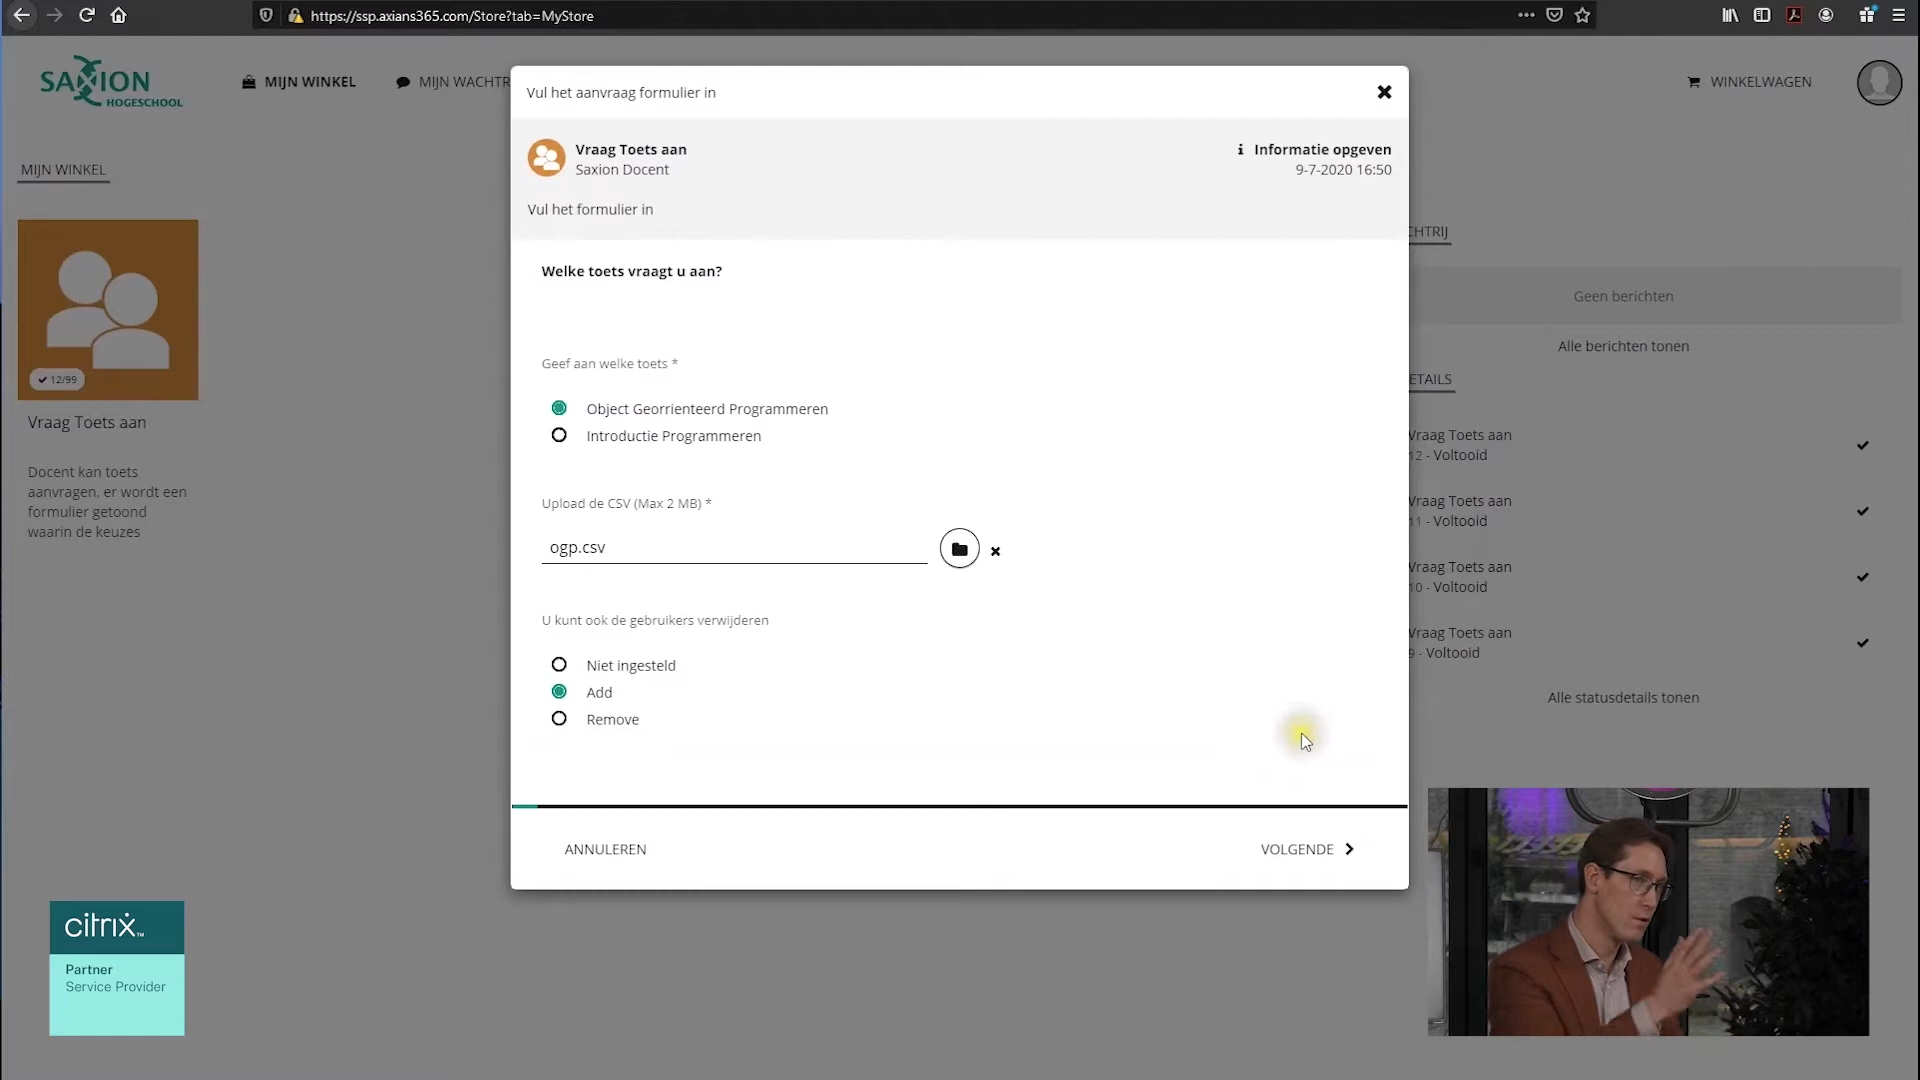 https://ssp.axians365.com/Store?tab=MyStore
SAXION
HOGESCHOOL
MIJN WINKEL
MIJN WACHTR
WINKELWAGEN
Vul het aanvraag formulier in
Vraag Toets aan
Saxion Docent
Informatie opgeven
9-7-2020 16:50
Vul het formulier in
MIJN WINKEL
12/99
Vraag Toets aan
Docent kan toets
aanvragen, er wordt een
formulier getoond
waarin de keuzes
Welke toets vraagt u aan?
Geef aan welke toets *
Object Georrienteerd Programmeren
Introductie Programmeren
Upload de CSV (Max 2 MB) *
ogp.csv
U kunt ook de gebruikers verwijderen
Niet ingesteld
Add
Remove
ANNULEREN
VOLGENDE
CHTRIJ
Geen berichten
Alle berichten tonen
ETAILS
Vraag Toets aan
12 - Voltooid
Vraag Toets aan
11 - Voltooid
Vraag Toets aan
10 - Voltooid
Vraag Toets aan
9 - Voltooid
Alle statusdetails tonen
citrix™
Partner
Service Provider